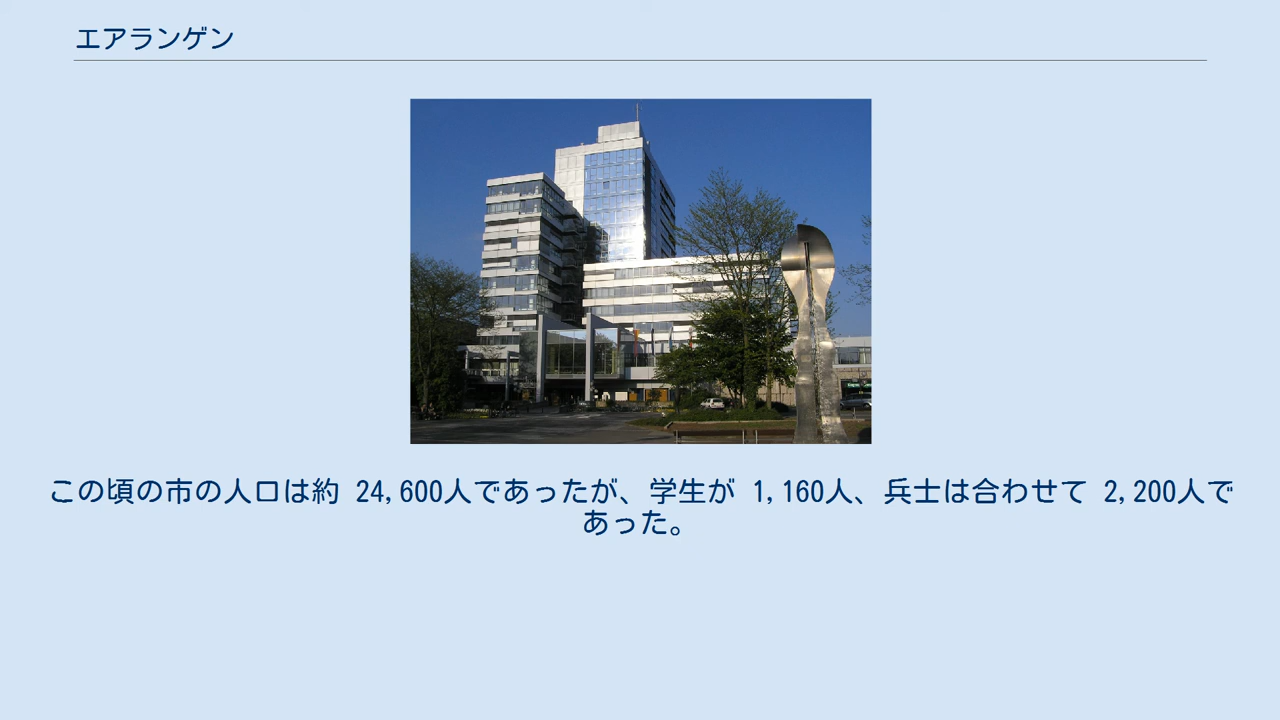 エアランゲン
この頃の市の人口は約 24,600人であったが、学生が 1,160人、兵士は合わせて 2,200人で
あった。